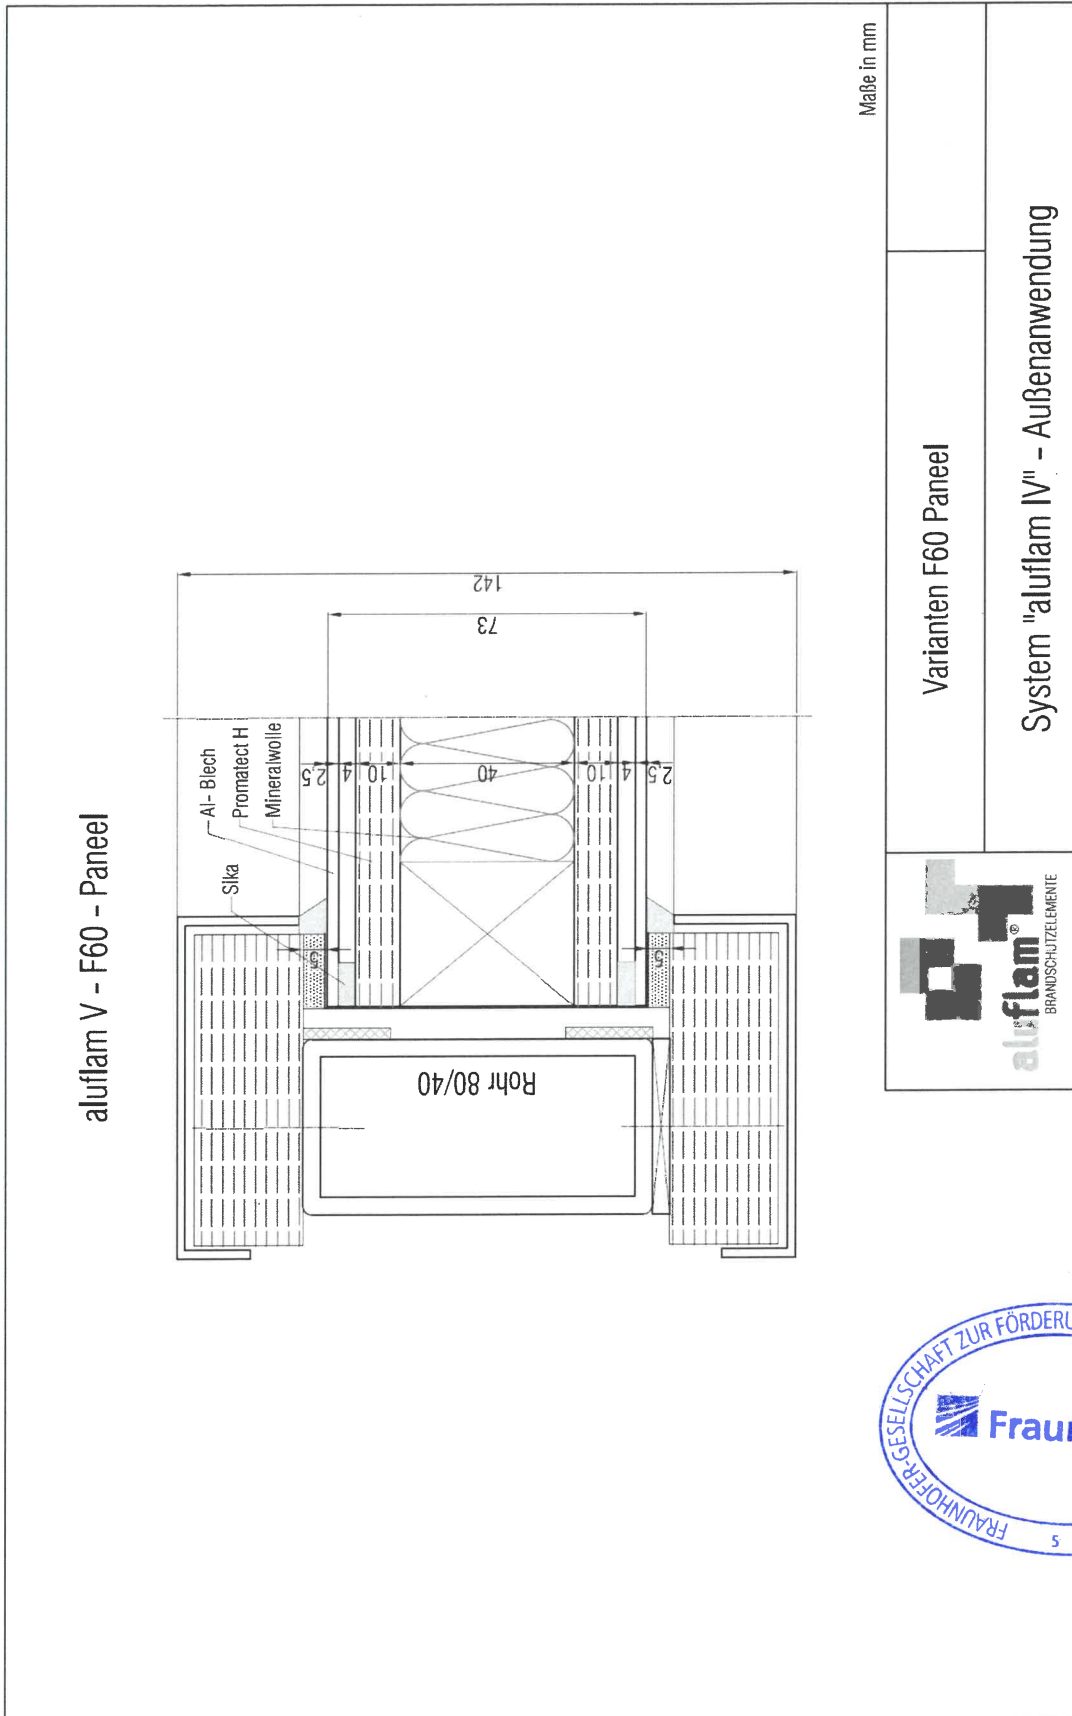 aluflam V - F60 - Paneel
Sika
Al- Blech
Promatect H
Mineralwolle
2,5
4
10
40
10
4
2,5
5
5
73
142
Rohr 80/40
Maße in mm
Varianten F60 Paneel
System "aluflam IV" - Außenanwendung
aluflam®
BRANDSCHUTZELEMENTE
FRAUNHOFER-GESELLSCHAFT ZUR
5